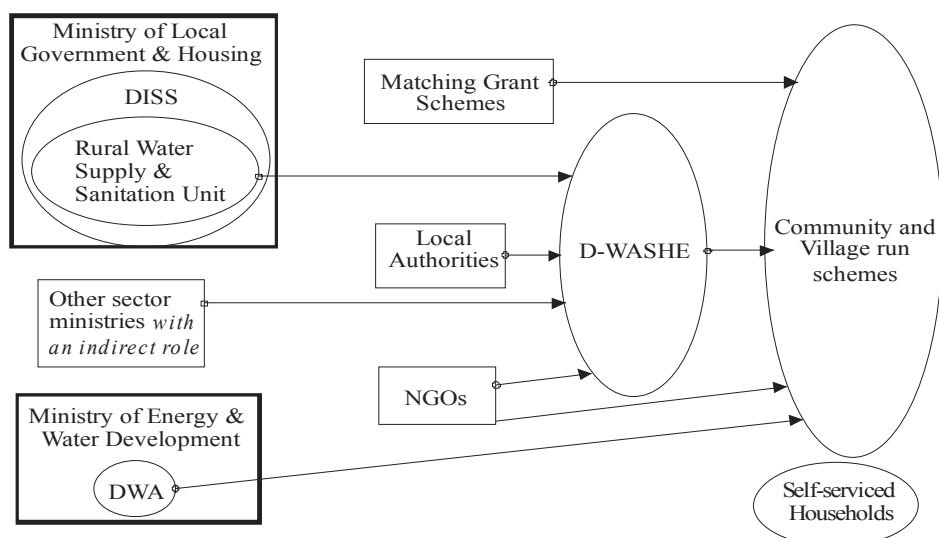 Ministry of Local
Government & Housing
DISS
Rural Water
Supply &
Sanitation Unit
Matching Grant
Schemes
Local
Authorities
D-WASHE
Community and
Village run
schemes
Other sector
ministries with
an indirect role
NGOs
Ministry of Energy &
Water Development
DWA
Self-serviced
Households